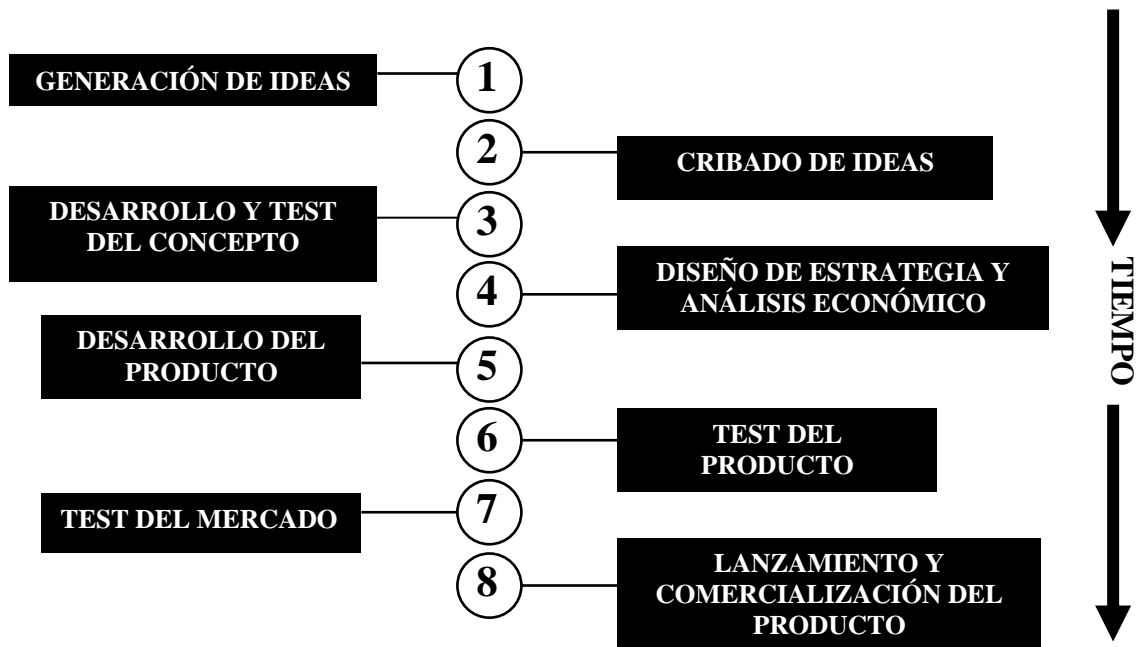 GENERACIÓN DE IDEAS
1
2
CRIBADO DE IDEAS
DESARROLLO Y TEST
DEL CONCEPTO
3
4
DISEÑO DE ESTRATEGIA Y
ANÁLISIS ECONÓMICO
DESARROLLO DEL
PRODUCTO
5
6
TEST DEL
PRODUCTO
TEST DEL MERCADO
7
8
LANZAMIENTO Y
COMERCIALIZACIÓN DEL
PRODUCTO
TIEMPO